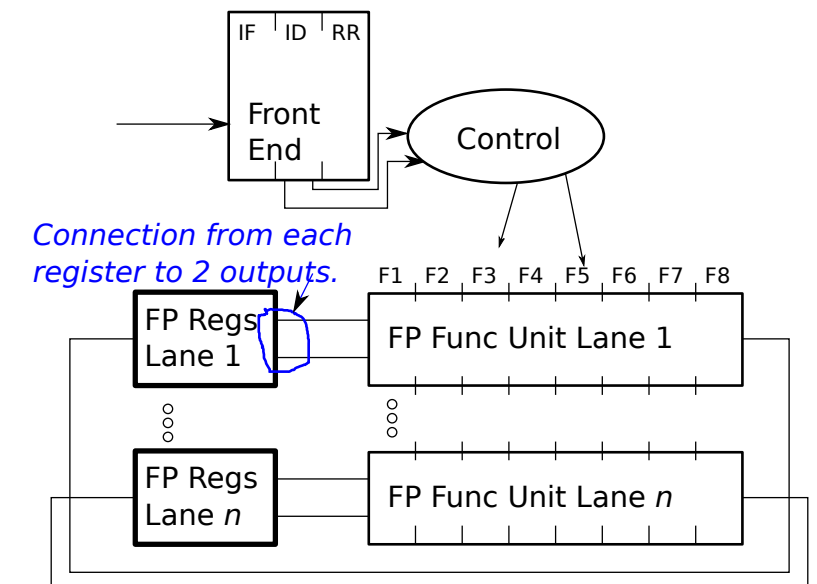 IF ID RR
Front
End
Control
Connection from each
register to 2 outputs.
F1 F2 F3 F4 F5 F6 F7 F8
FP Regs
Lane 1
FP Func Unit Lane 1
FP Regs
Lane n
FP Func Unit Lane n